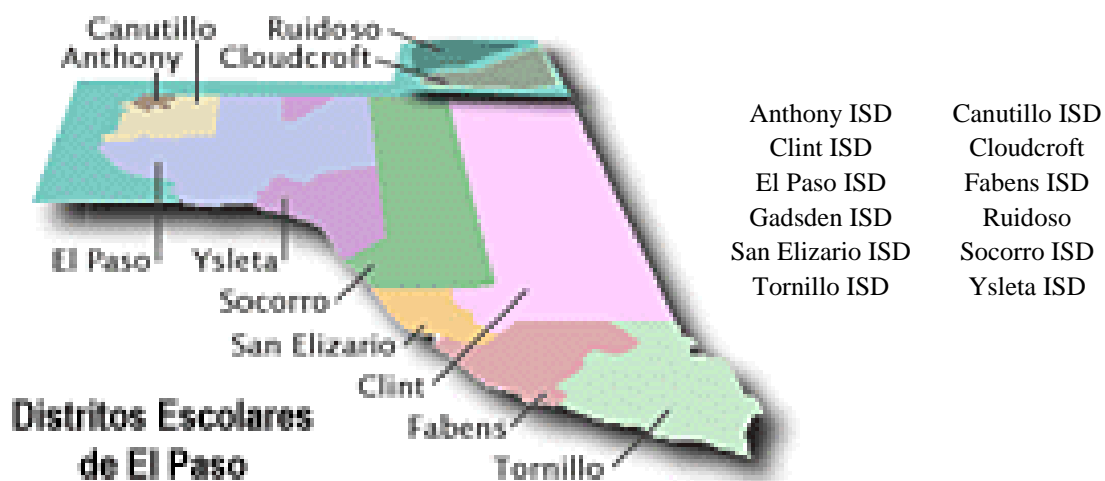 Canutillo
Anthony
Ruidoso
Cloudcroft
El Paso
Ysleta
Socorro
San Elizario
Clint
Fabens
Tornillo
Distritos Escolares
de El Paso
Anthony ISD Canutillo ISD
Clint ISD Cloudcroft
El Paso ISD Fabens ISD
Gadsden ISD Ruidoso
San Elizario ISD Socorro ISD
Tornillo ISD Ysleta ISD